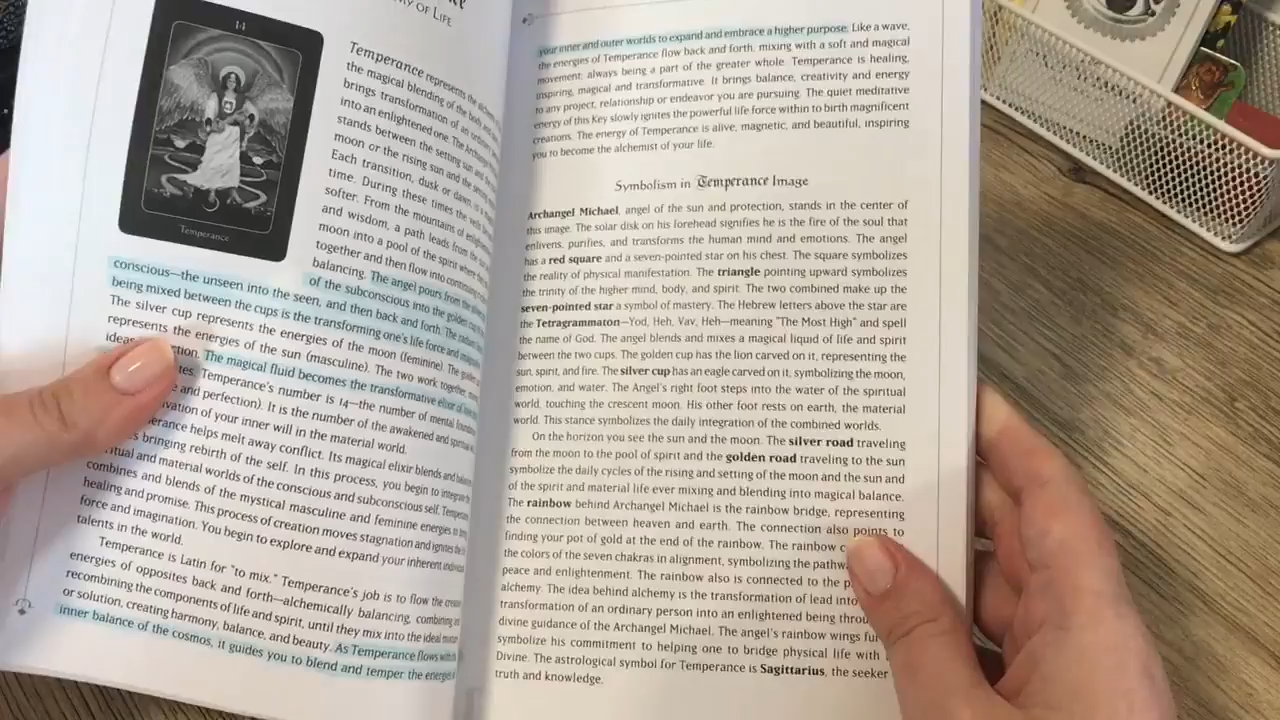 MY OF LIFE
14
Temperance
Temperance represents the
the magical blending of the body and
brings transformation of an ordinary
into an enlightened one. The Archangel
stands between the setting sun and the
moon or the rising sun and the setting
Each transition, dusk or dawn, is a
time. During these times the veils
softer. From the mountains of
and wisdom, a path leads from the
moon into a pool of the spirit where they
together and then flow into
balancing. The angel pours from the
of the subconscious into the golden cup
conscious—the unseen into the seen, and then back and forth. The
being mixed between the cups is the transforming one's life force and
The silver cup represents the energies of the moon (feminine). The
represents the energies of the sun (masculine). The two work together,
ideas The magical fluid becomes the transformative elixir of
Temperance's number is 14—the number of mental
and perfection). It is the number of the awakened and
of your inner will in the material world.
helps melt away conflict. Its magical elixir blends and
bringing rebirth of the self. In this process, you begin to integrate
and material worlds of the conscious and subconscious self.
combines and blends of the mystical masculine and feminine energies to
healing and promise. This process of creation moves stagnation and ignites
force and imagination. You begin to explore and expand your inherent
talents in the world.
Temperance is Latin for "to mix." Temperance's job is to flow the
energies of opposites back and forth—alchemically balancing, combining
recombining the components of life and spirit, until they mix into the ideal
or solution, creating harmony, balance, and beauty. As Temperance flows with
inner balance of the cosmos, it guides you to blend and temper the
your inner and outer worlds to expand and embrace a higher purpose. Like a wave,
the energies of Temperance flow back and forth, mixing with a soft and magical
movement; always being a part of the greater whole. Temperance is healing,
inspiring, magical and transformative. It brings balance, creativity and energy
to any project, relationship or endeavor you are pursuing. The quiet meditative
energy of this Key slowly ignites the powerful life force within to birth magnificent
creations. The energy of Temperance is alive, magnetic, and beautiful, inspiring
you to become the alchemist of your life.
Symbolism in Temperance Image
Archangel Michael, angel of the sun and protection, stands in the center of
this image. The solar disk on his forehead signifies he is the fire of the soul that
enlivens, purifies, and transforms the human mind and emotions. The angel
has a red square and a seven-pointed star on his chest. The square symbolizes
the reality of physical manifestation. The triangle pointing upward symbolizes
the trinity of the higher mind, body, and spirit. The two combined make up the
seven-pointed star a symbol of mastery. The Hebrew letters above the star are
the Tetragrammaton—Yod, Heh, Vav, Heh—meaning "The Most High" and spell
the name of God. The angel blends and mixes a magical liquid of life and spirit
between the two cups. The golden cup has the lion carved on it, representing the
sun, spirit, and fire. The silver cup has an eagle carved on it, symbolizing the moon,
emotion, and water. The Angel's right foot steps into the water of the spiritual
world, touching the crescent moon. His other foot rests on earth, the material
world. This stance symbolizes the daily integration of the combined worlds.
On the horizon you see the sun and the moon. The silver road traveling
from the moon to the pool of spirit and the golden road traveling to the sun
symbolize the daily cycles of the rising and setting of the moon and the sun and
of the spirit and material life ever mixing and blending into magical balance.
The rainbow behind Archangel Michael is the rainbow bridge, representing
the connection between heaven and earth. The connection also points to
finding your pot of gold at the end of the rainbow. The rainbow
the colors of the seven chakras in alignment, symbolizing the
peace and enlightenment. The rainbow also is connected to the
alchemy. The idea behind alchemy is the transformation of lead into
transformation of an ordinary person into an enlightened being
divine guidance of the Archangel Michael. The angel's rainbow wings
symbolize his commitment to helping one to bridge physical life with
Divine. The astrological symbol for Temperance is Sagittarius, the seeker
truth and knowledge.